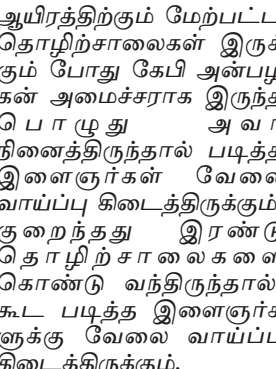 ஆயிரத்திற்கும் மேற்பட்ட
தொழிற்சாலைகள் இருக்
கும் போது கேபி அன்பழ
கன் அமைச்சராக இருந்த
பொழுது அவர்
நினைத்திருந்தால் படித்த
இளைஞர்கள் வேலை
வாய்ப்பு கிடைத்திருக்கும்
குறைந்தது இரண்டு
தொழிற்சாலைகளை
கொண்டு வந்திருந்தால்
கூட படித்த இளைஞர்க
ளுக்கு வேலை வாய்ப்பு
கிடைத்திருக்கும்.